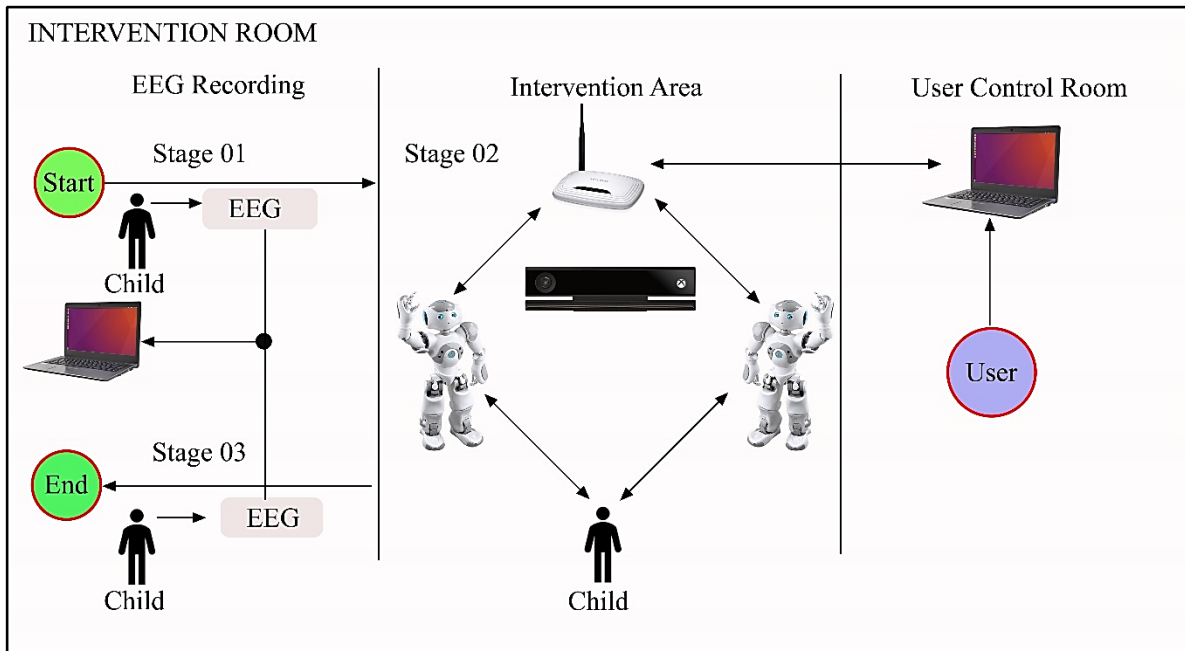 INTERVENTION ROOM
EEG Recording
Intervention Area
User Control Room
Stage 01
Stage 02
Start
EEG
Child
User
Stage 03
End
EEG
Child
Child